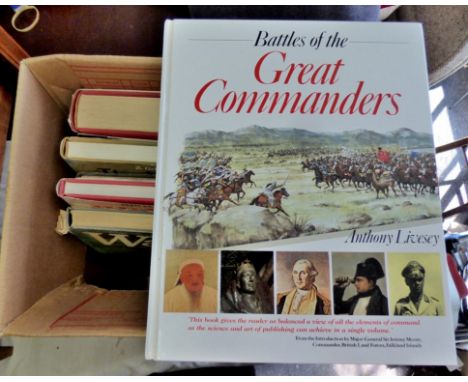 Battles of the
Great
Commanders
Anthony Livesey
"This book gives the reader as balanced a view of all the elements of command
as the science and art of publishing can achieve in a single volume."
From the Introduction by Major-General Sir Jeremy Moore,
Commander, British Land Forces, Falkland Islands
Wa